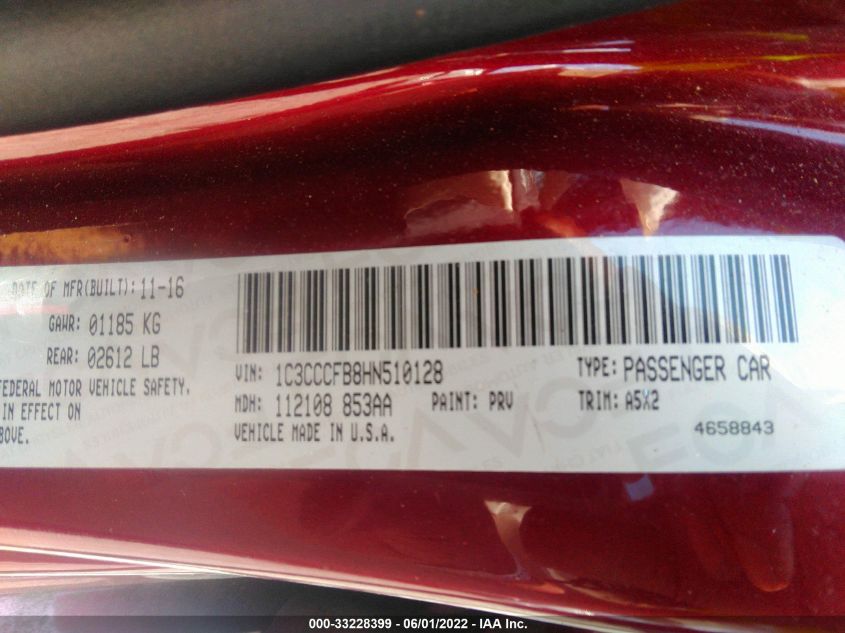 DATE OF MFR(BUILT): 11-16
GAWR: 01185 KG
REAR: 02612 LB
FEDERAL MOTOR VEHICLE SAFETY,
IN EFFECT ON
BOVE.
VIN: 1C3CCCFB8HN510128 TYPE: PASSENGER CAR
MDH: 112108 853AA PAINT: PRV TRIM: A5X2
VEHICLE MADE IN U.S.A. 4658843
000-33228399 - 06/01/2022 - IAA Inc.